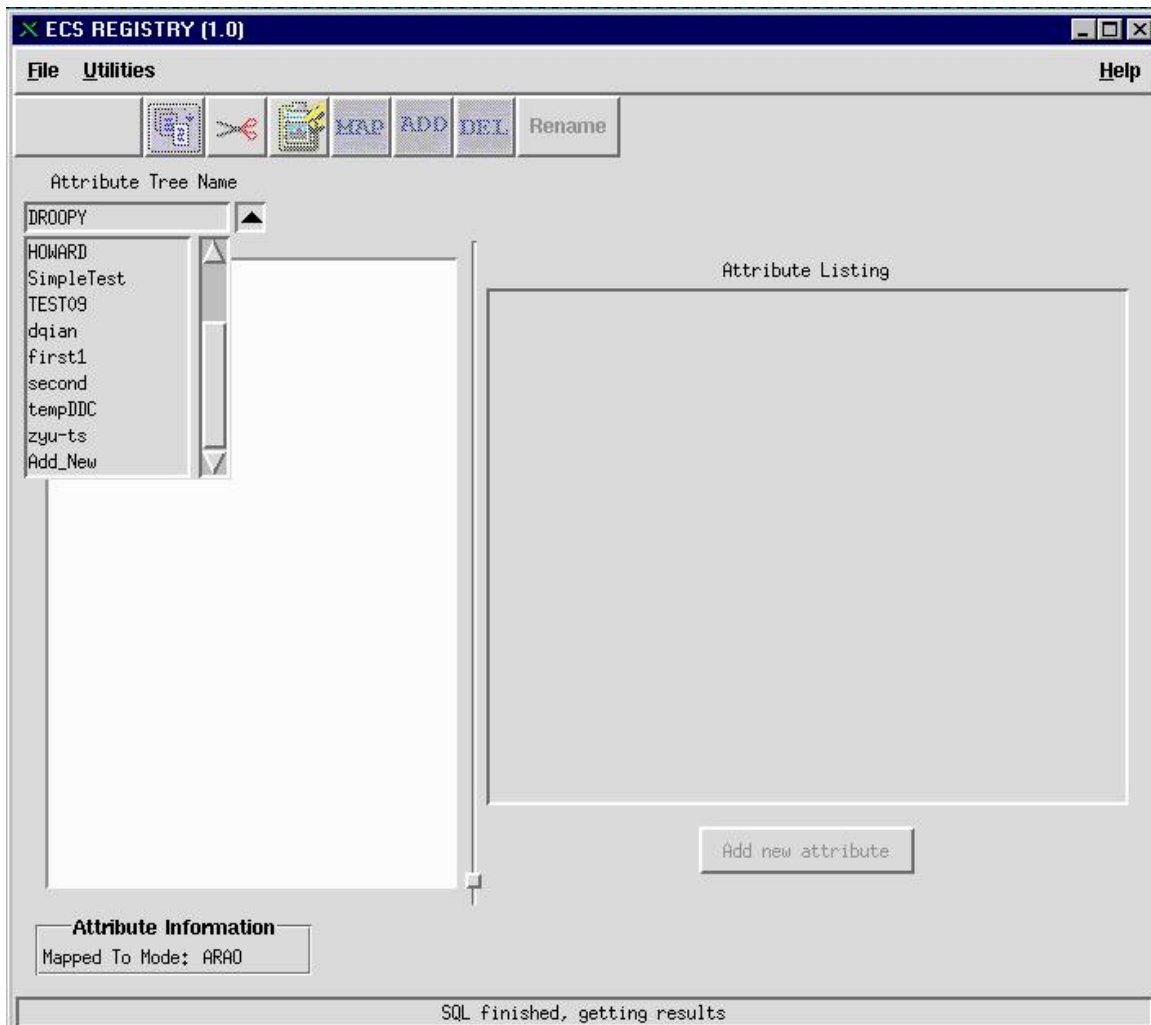 ECS REGISTRY (1.0)
File Utilities Help
MAP ADD DEL Rename
Attribute Tree Name
DROOPY
HOWARD
SimpleTest
TEST09
dqian
first1
second
tempDDC
zyu-ts
Add_New
Attribute Listing
Add new attribute
Attribute Information
Mapped To Mode: ARAO
SQL finished, getting results